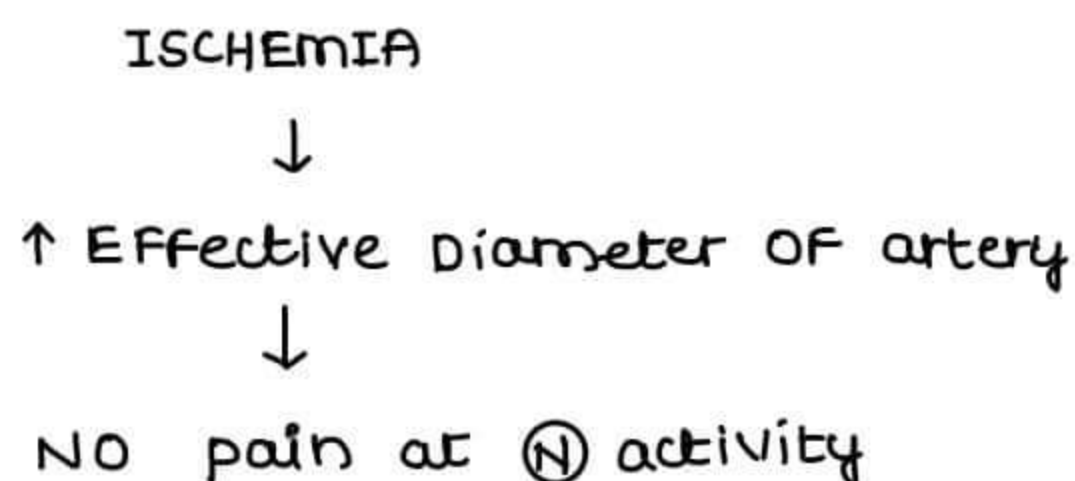 ISCHEMIA
↓
↑ Effective Diameter OF artery
↓
NO pain at Ⓝ activity